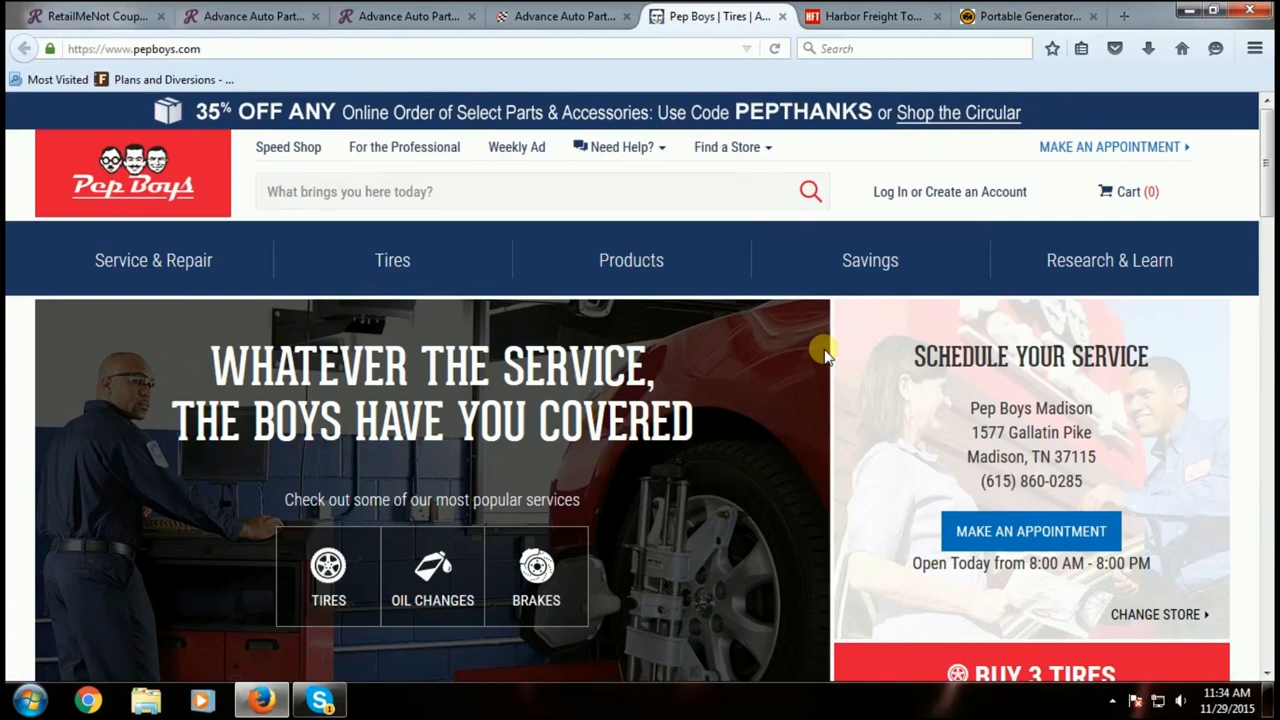 RetailMeNot Coup...
Advance Auto Part...
Advance Auto Part...
Advance Auto Part...
Pep Boys | Tires | A...
HFT
Harbor Freight To...
Portable Generator...
https://www.pepboys.com
Search
Most Visited
F
Plans and Diversions - ...
35% OFF ANY Online Order of Select Parts & Accessories: Use Code PEPTHANKS or Shop the Circular
Pep Boys
Speed Shop
For the Professional
Weekly Ad
Need Help?
Find a Store
MAKE AN APPOINTMENT
What brings you here today?
Log In or Create an Account
Cart (0)
Service & Repair
Tires
Products
Savings
Research & Learn
WHATEVER THE SERVICE,
THE BOYS HAVE YOU COVERED
Check out some of our most popular services
TIRES
OIL CHANGES
BRAKES
SCHEDULE YOUR SERVICE
Pep Boys Madison
1577 Gallatin Pike
Madison, TN 37115
(615) 860-0285
MAKE AN APPOINTMENT
Open Today from 8:00 AM - 8:00 PM
CHANGE STORE
BUY 3 TIRES
11:34 AM
11/29/2015